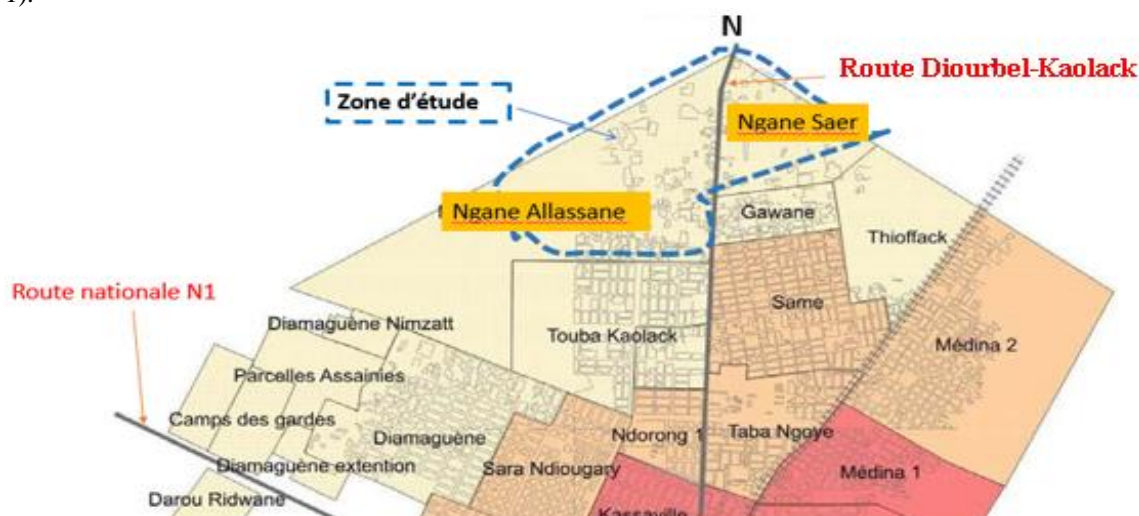 1).
N
Route Diourbel-Kaolack
Zone d'étude
Ngane Saer
Ngane Allassane
Gawane
Thioffack
Route nationale N1
Same
Diamaguène Nimzatt
Touba Kaolack
Médina 2
Parcelles Assainies
Camps des gardes
Diamaguène
Ndorong 1
Taba Ngoye
Diamaguène extention
Sara Ndiougary
Médina 1
Darou Ridwane
Kassaville